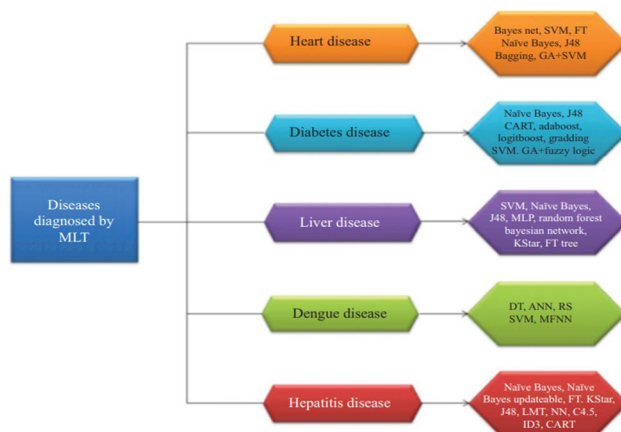 Diseases
diagnosed by
MLT
Heart disease
Bayes net, SVM, FT
Naïve Bayes, J48
Bagging, GA+SVM
Diabetes disease
Naïve Bayes, J48
CART, adaboost,
logitboost, gradding
SVM. GA+fuzzy logic
Liver disease
SVM, Naïve Bayes,
J48, MLP, random forest
bayesian network,
KStar, FT tree
Dengue disease
DT, ANN, RS
SVM, MFNN
Hepatitis disease
Naïve Bayes, Naïve
Bayes updateable, FT. KStar,
J48, LMT, NN, C4.5,
ID3, CART